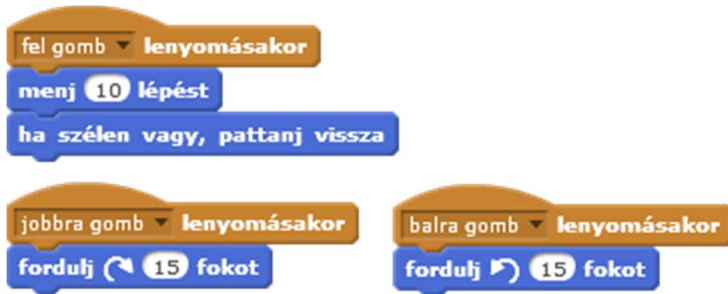 fel gomb lenyomásakor
menj 10 lépést
ha szélen vagy, pattanj vissza
jobbra gomb lenyomásakor
fordulj 15 fokot
balra gomb lenyomásakor
fordulj 15 fokot